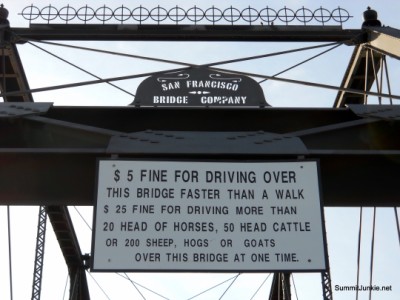 SAN FRANCISCO
BRIDGE COMPANY
$ 5 FINE FOR DRIVING OVER
THIS BRIDGE FASTER THAN A WALK
$ 25 FINE FOR DRIVING MORE THAN
20 HEAD OF HORSES, 50 HEAD CATTLE
OR 200 SHEEP, HOGS OR GOATS
OVER THIS BRIDGE AT ONE TIME.
SummitJunkie.net